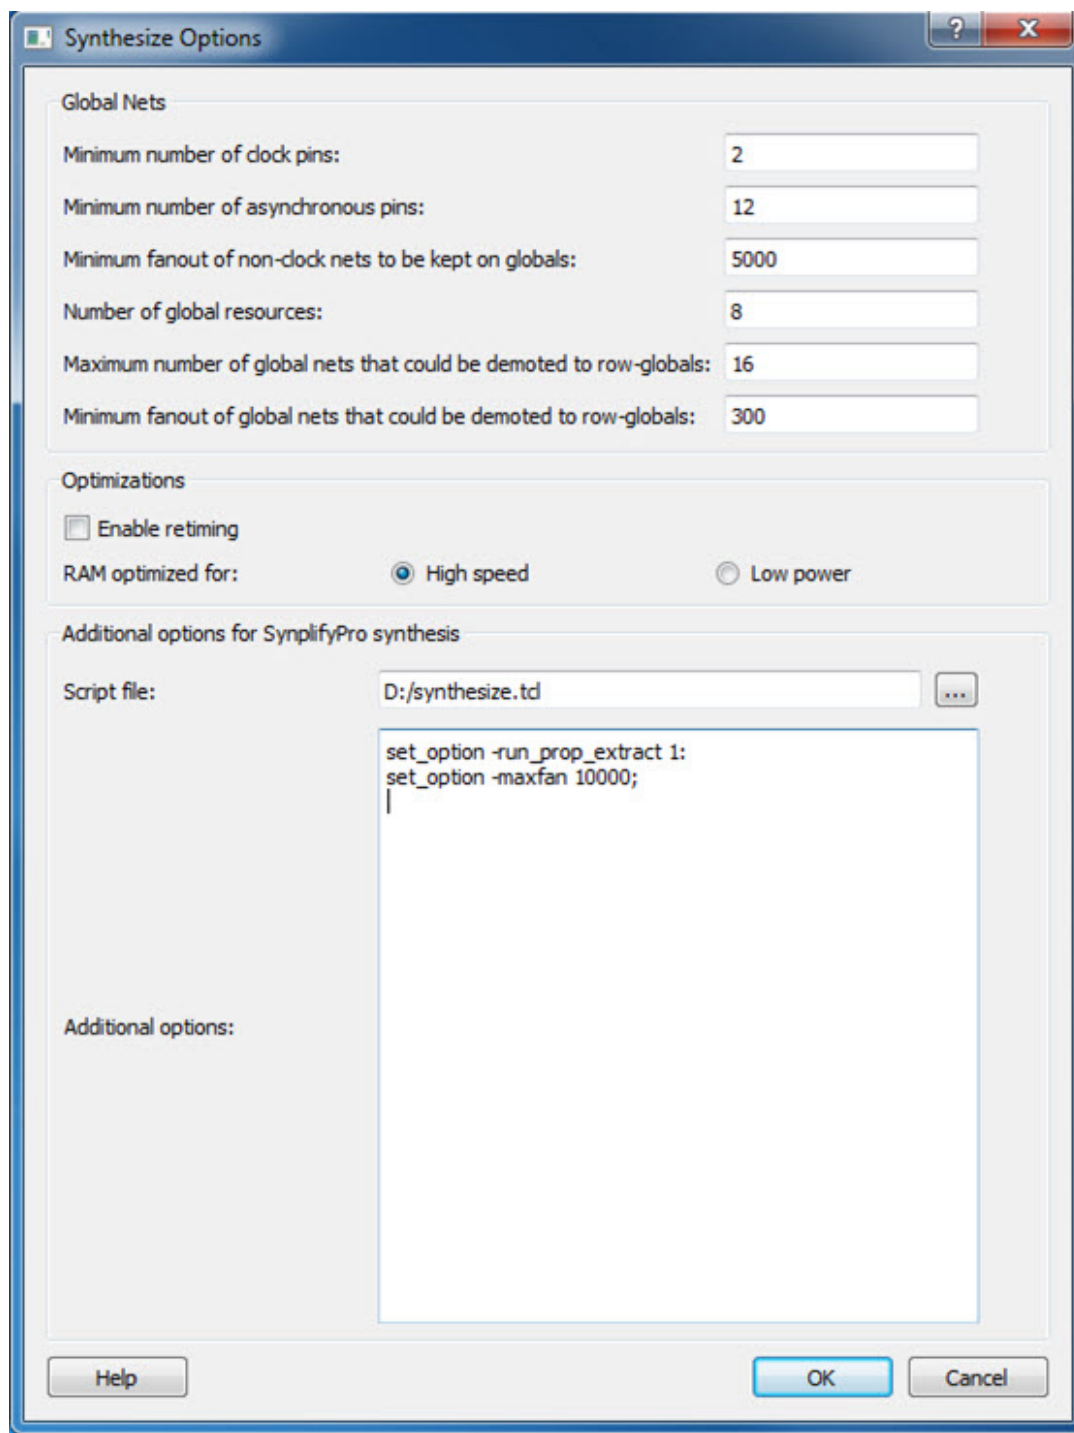 Synthesize Options
?
X
Global Nets
Minimum number of clock pins:
2
Minimum number of asynchronous pins:
12
Minimum fanout of non-clock nets to be kept on globals:
5000
Number of global resources:
8
Maximum number of global nets that could be demoted to row-globals:
16
Minimum fanout of global nets that could be demoted to row-globals:
300
Optimizations
Enable retiming
RAM optimized for:
High speed
Low power
Additional options for SynplifyPro synthesis
Script file:
D:/synthesize.tcl
...
set_option -run_prop_extract 1:
set_option -maxfan 10000;
Additional options:
Help
OK
Cancel